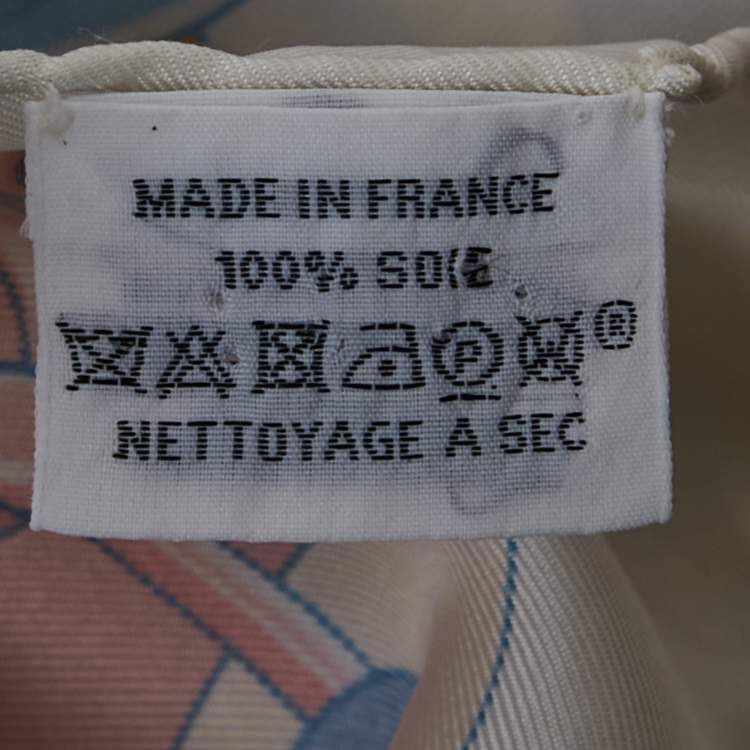 MADE IN FRANCE
100% SOIE
P W ®
NETTOYAGE A SEC